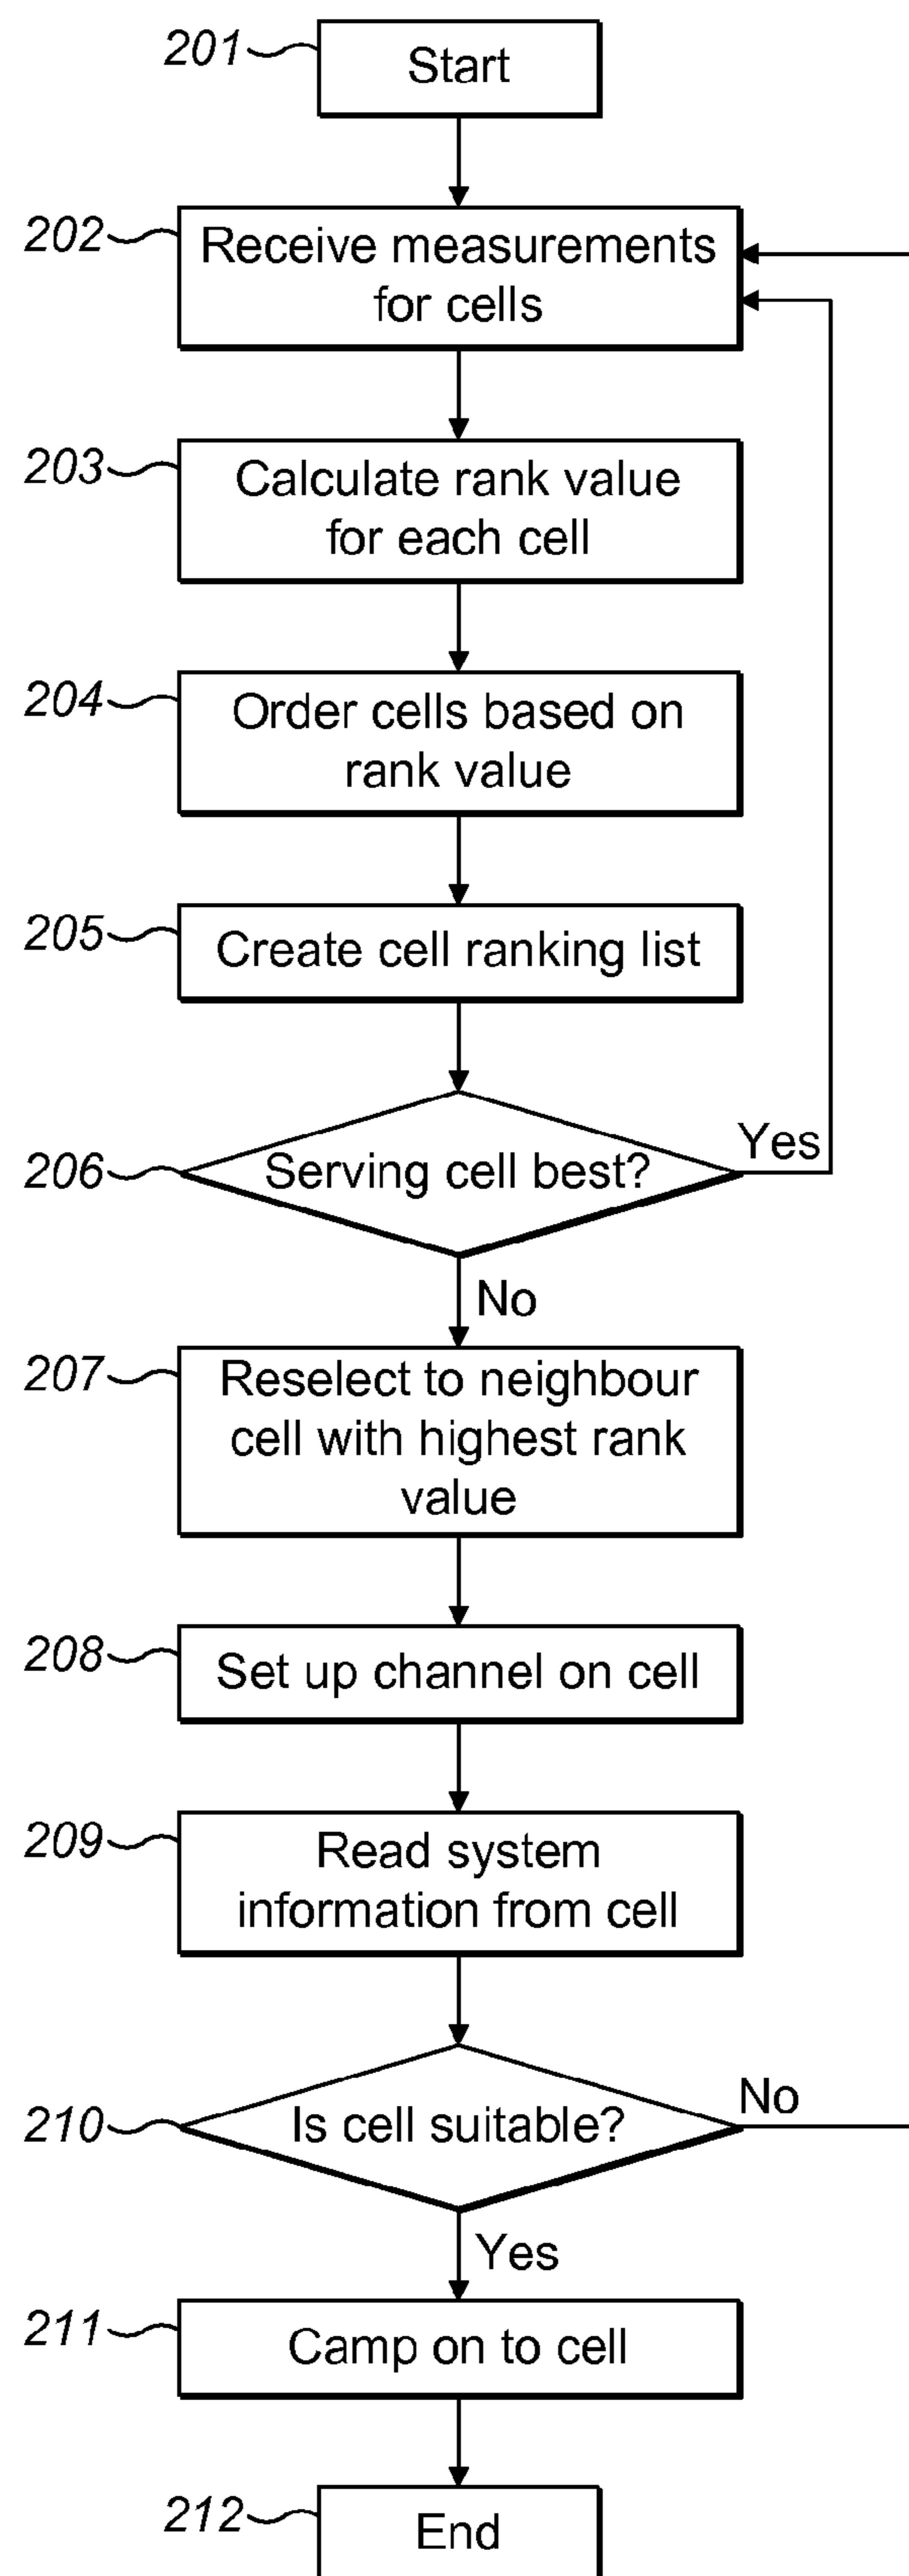 201
Start
202
Receive measurements
for cells
203
Calculate rank value
for each cell
204
Order cells based on
rank value
205
Create cell ranking list
206
Serving cell best?
Yes
No
207
Reselect to neighbour
cell with highest rank
value
208
Set up channel on cell
209
Read system
information from cell
210
Is cell suitable?
No
Yes
211
Camp on to cell
212
End